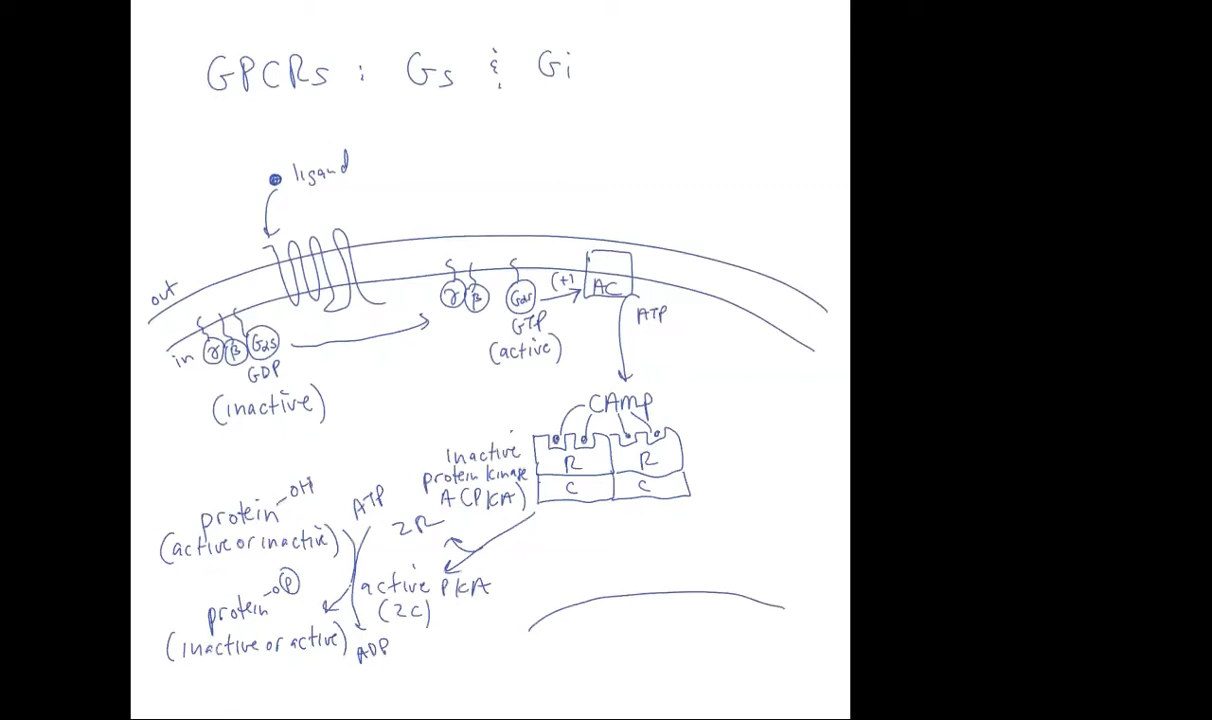 GPCRs : Gs & Gi
ligand
out
in
γ β Gαs
GDP
(inactive)
γ β Gαs
GTP
(active)
(+)
AC
ATP
CAmp
R R
C C
Inactive
protein kinase
A (PKA)
2R
active PKA
(2C)
protein-OH
(active or inactive)
ATP
protein-OP
(inactive or active)
ADP